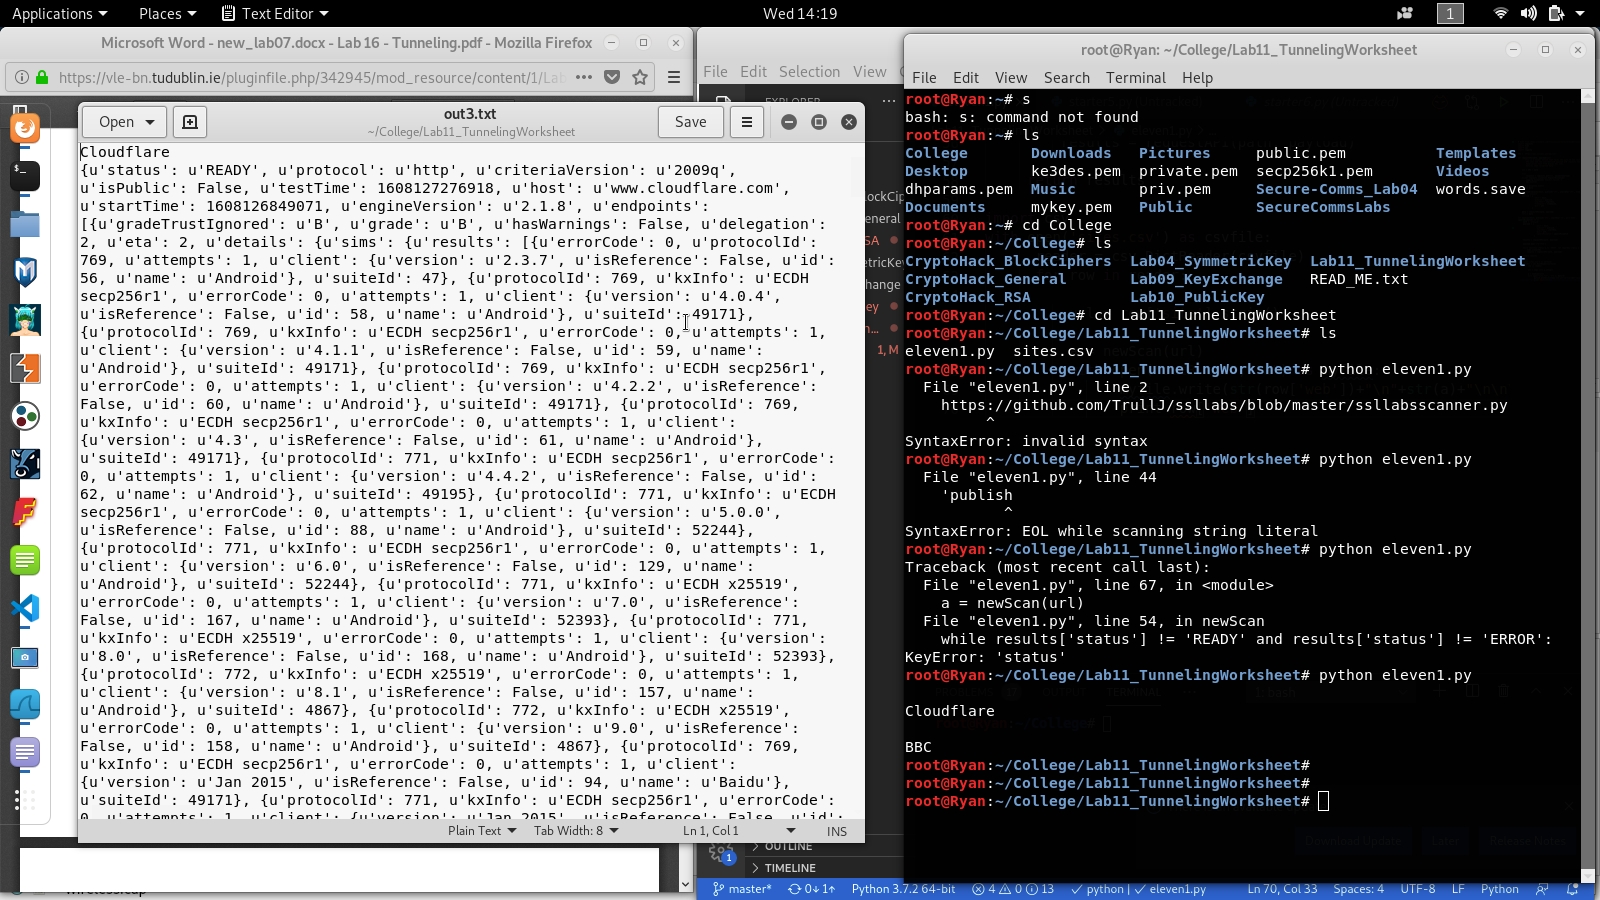 Applications
Places
Text Editor
Wed 14:19
1
Microsoft Word - new_lab07.docx - Lab 16 - Tunneling.pdf - Mozilla Firefox
https://vle-bn.tudublin.ie/pluginfile.php/342945/mod_resource/content/1/Lab
File Edit Selection View
EXPLORER
Open
out3.txt
~/College/Lab11_TunnelingWorksheet
Save
Cloudflare
{u'status': u'READY', u'protocol': u'http', u'criteriaVersion': u'2009q',
u'isPublic': False, u'testTime': 1608127276918, u'host': u'www.cloudflare.com',
u'startTime': 1608126849071, u'engineVersion': u'2.1.8', u'endpoints':
[{u'gradeTrustIgnored': u'B', u'grade': u'B', u'hasWarnings': False, u'delegation':
2, u'eta': 2, u'details': {u'sims': {u'results': [{u'errorCode': 0, u'protocolId':
769, u'attempts': 1, u'client': {u'version': u'2.3.7', u'isReference': False, u'id':
56, u'name': u'Android'}, u'suiteId': 47}, {u'protocolId': 769, u'kxInfo': u'ECDH
secp256r1', u'errorCode': 0, u'attempts': 1, u'client': {u'version': u'4.0.4',
u'isReference': False, u'id': 58, u'name': u'Android'}, u'suiteId': 49171},
{u'protocolId': 769, u'kxInfo': u'ECDH secp256r1', u'errorCode': 0, u'attempts': 1,
u'client': {u'version': u'4.1.1', u'isReference': False, u'id': 59, u'name':
u'Android'}, u'suiteId': 49171}, {u'protocolId': 769, u'kxInfo': u'ECDH secp256r1',
u'errorCode': 0, u'attempts': 1, u'client': {u'version': u'4.2.2', u'isReference':
False, u'id': 60, u'name': u'Android'}, u'suiteId': 49171}, {u'protocolId': 769,
u'kxInfo': u'ECDH secp256r1', u'errorCode': 0, u'attempts': 1, u'client':
{u'version': u'4.3', u'isReference': False, u'id': 61, u'name': u'Android'},
u'suiteId': 49171}, {u'protocolId': 771, u'kxInfo': u'ECDH secp256r1', u'errorCode':
0, u'attempts': 1, u'client': {u'version': u'4.4.2', u'isReference': False, u'id':
62, u'name': u'Android'}, u'suiteId': 49195}, {u'protocolId': 771, u'kxInfo': u'ECDH
secp256r1', u'errorCode': 0, u'attempts': 1, u'client': {u'version': u'5.0.0',
u'isReference': False, u'id': 88, u'name': u'Android'}, u'suiteId': 52244},
{u'protocolId': 771, u'kxInfo': u'ECDH secp256r1', u'errorCode': 0, u'attempts': 1,
u'client': {u'version': u'6.0', u'isReference': False, u'id': 129, u'name':
u'Android'}, u'suiteId': 52244}, {u'protocolId': 771, u'kxInfo': u'ECDH x25519',
u'errorCode': 0, u'attempts': 1, u'client': {u'version': u'7.0', u'isReference':
False, u'id': 167, u'name': u'Android'}, u'suiteId': 52393}, {u'protocolId': 771,
u'kxInfo': u'ECDH x25519', u'errorCode': 0, u'attempts': 1, u'client': {u'version':
u'8.0', u'isReference': False, u'id': 168, u'name': u'Android'}, u'suiteId': 52393},
{u'protocolId': 772, u'kxInfo': u'ECDH x25519', u'errorCode': 0, u'attempts': 1,
u'client': {u'version': u'8.1', u'isReference': False, u'id': 157, u'name':
u'Android'}, u'suiteId': 4867}, {u'protocolId': 772, u'kxInfo': u'ECDH x25519',
u'errorCode': 0, u'attempts': 1, u'client': {u'version': u'9.0', u'isReference':
False, u'id': 158, u'name': u'Android'}, u'suiteId': 4867}, {u'protocolId': 769,
u'kxInfo': u'ECDH secp256r1', u'errorCode': 0, u'attempts': 1, u'client':
{u'version': u'Jan 2015', u'isReference': False, u'id': 94, u'name': u'Baidu'},
u'suiteId': 49171}, {u'protocolId': 771, u'kxInfo': u'ECDH secp256r1', u'errorCode':
0, u'attempts': 1, u'client': {u'version': u'Jan 2015', u'isReference': False, u'id':
Plain Text
Tab Width: 8
Ln 1, Col 1
INS
root@Ryan: ~/College/Lab11_TunnelingWorksheet
File Edit View Search Terminal Help
root@Ryan:~# s
bash: s: command not found
root@Ryan:~# ls
College Downloads Pictures public.pem Templates
Desktop ke3des.pem private.pem secp256k1.pem Videos
dhparams.pem Music priv.pem Secure-Comms_Lab04 words.save
Documents mykey.pem Public SecureCommsLabs
root@Ryan:~# cd College
root@Ryan:~/College# ls
CryptoHack_BlockCiphers Lab04_SymmetricKey Lab11_TunnelingWorksheet
CryptoHack_General Lab09_KeyExchange READ_ME.txt
CryptoHack_RSA Lab10_PublicKey
root@Ryan:~/College# cd Lab11_TunnelingWorksheet
root@Ryan:~/College/Lab11_TunnelingWorksheet# ls
eleven1.py sites.csv
root@Ryan:~/College/Lab11_TunnelingWorksheet# python eleven1.py
File "eleven1.py", line 2
https://github.com/TrullJ/ssllabs/blob/master/ssllabsscanner.py
^
SyntaxError: invalid syntax
root@Ryan:~/College/Lab11_TunnelingWorksheet# python eleven1.py
File "eleven1.py", line 44
'publish
^
SyntaxError: EOL while scanning string literal
root@Ryan:~/College/Lab11_TunnelingWorksheet# python eleven1.py
Traceback (most recent call last):
File "eleven1.py", line 67, in <module>
a = newScan(url)
File "eleven1.py", line 54, in newScan
while results['status'] != 'READY' and results['status'] != 'ERROR':
KeyError: 'status'
root@Ryan:~/College/Lab11_TunnelingWorksheet# python eleven1.py
Cloudflare
BBC
root@Ryan:~/College/Lab11_TunnelingWorksheet#
root@Ryan:~/College/Lab11_TunnelingWorksheet#
root@Ryan:~/College/Lab11_TunnelingWorksheet#
1, M
OUTLINE
TIMELINE
1
master*
0↓ 1↑
Python 3.7.2 64-bit
4 0 13
python | ✓ eleven1.py
Ln 70, Col 33
Spaces: 4
UTF-8
LF
Python